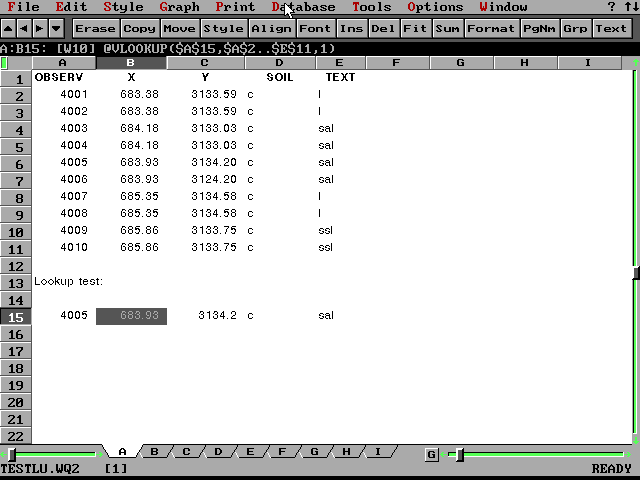 File Edit Style Graph Print Database Tools Options Window ? ↑↓
▲ ◄ ► ▼ Erase Copy Move Style Align Font Ins Del Fit Sum Format PgNm Grp Text
A:B15: [W10] @VLOOKUP($A$15,$A$2..$E$11,1)
A B C D E F G H I
1 OBSERV X Y SOIL TEXT
2 4001 683.38 3133.59 c l
3 4002 683.38 3133.59 c l
4 4003 684.18 3133.03 c sal
5 4004 684.18 3133.03 c sal
6 4005 683.93 3134.20 c sal
7 4006 683.93 3124.20 c sal
8 4007 685.35 3134.58 c l
9 4008 685.35 3134.58 c l
10 4009 685.86 3133.75 c ssl
11 4010 685.86 3133.75 c ssl
12
13 Lookup test:
14
15 4005 683.93 3134.2 c sal
16
17
18
19
20
21
22
A B C D E F G H I G
TESTLU.WQ2 [1] READY